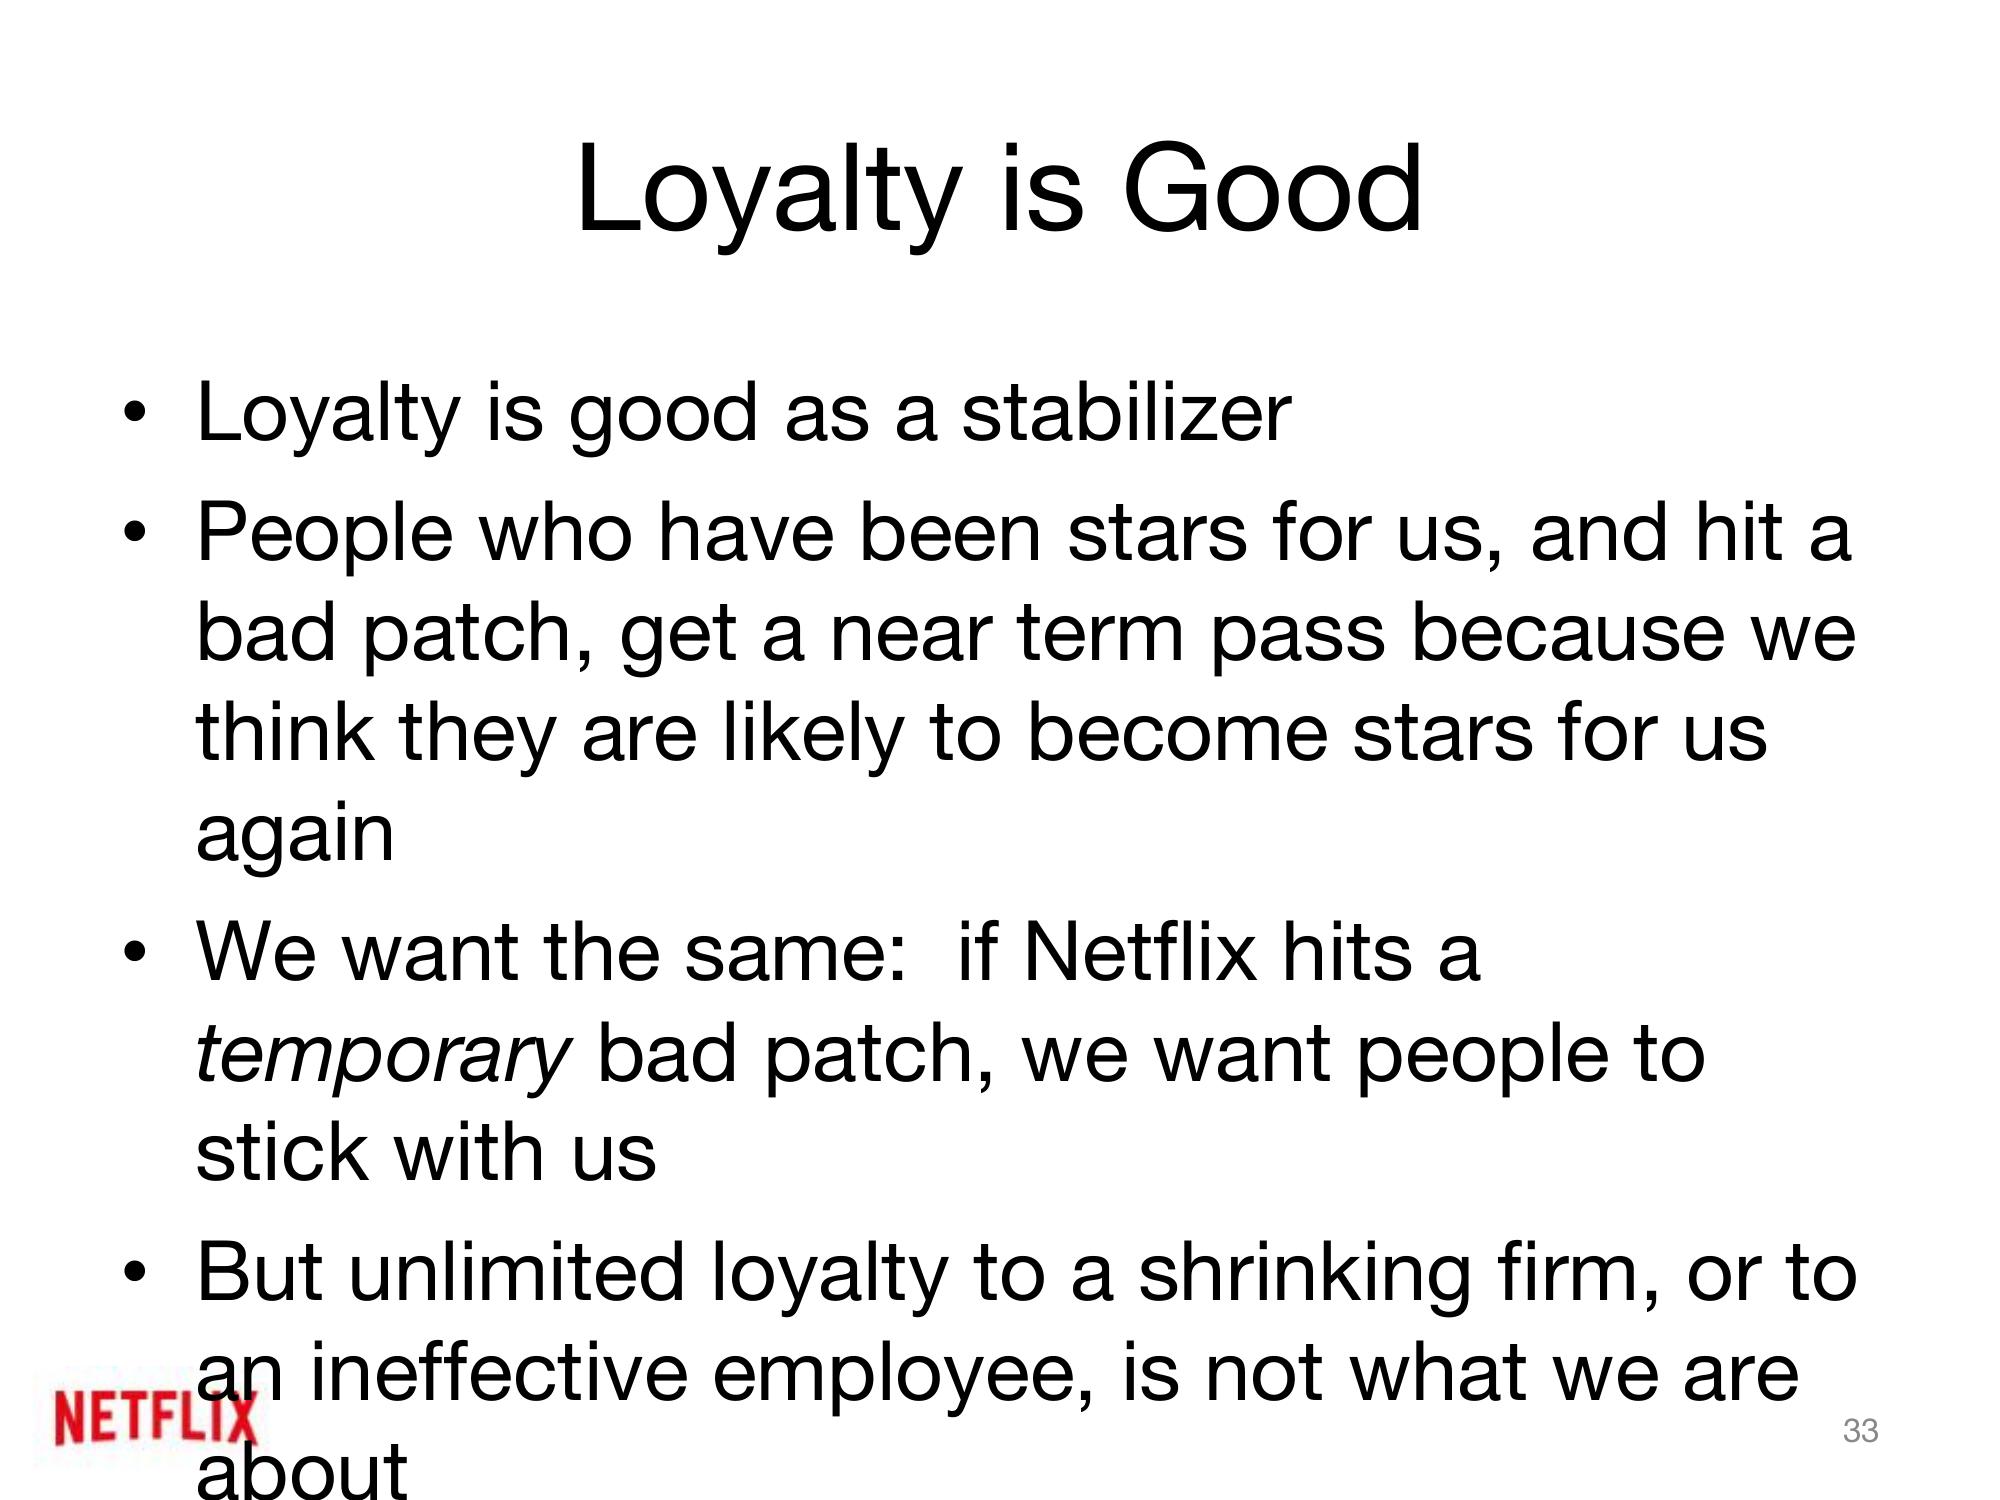 Loyalty is Good
• Loyalty is good as a stabilizer
• People who have been stars for us, and hit a
bad patch, get a near term pass because we
think they are likely to become stars for us
again
• We want the same:  if Netflix hits a
temporary bad patch, we want people to
stick with us
• But unlimited loyalty to a shrinking firm, or to
an ineffective employee, is not what we are
about
NETFLIX
33